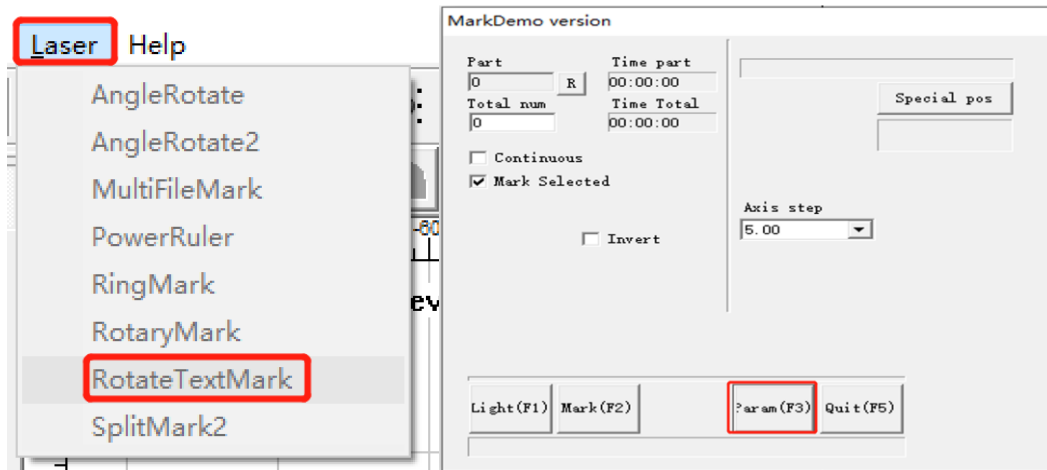 Laser Help
AngleRotate
AngleRotate2
MultiFileMark
PowerRuler
RingMark
RotaryMark
RotateTextMark
SplitMark2
MarkDemo version
Part Time part
0 R 00:00:00
Total num Time Total
0 00:00:00
Continuous
Mark Selected
Invert
Special pos
Axis step
5.00
Light(F1) Mark(F2) Param(F3) Quit(F5)